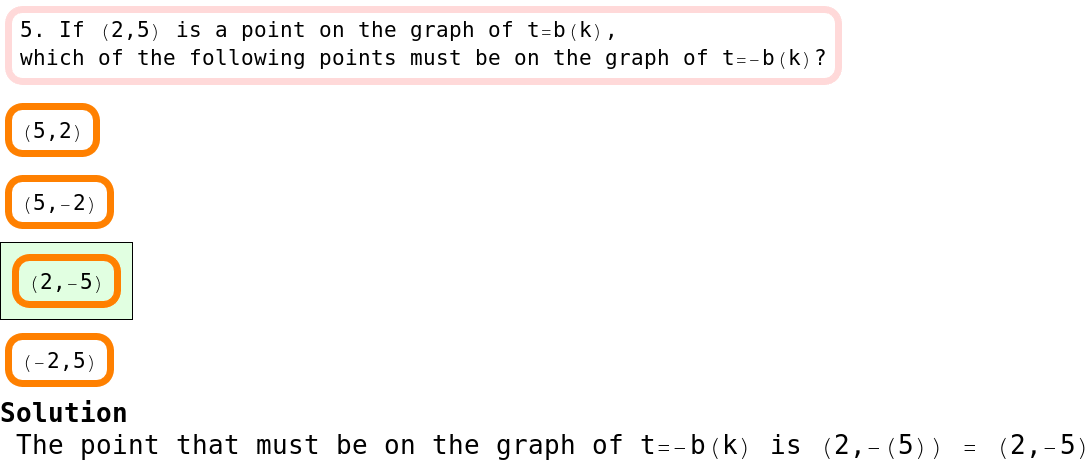 5. If (2,5) is a point on the graph of t=b(k),
which of the following points must be on the graph of t=-b(k)?
(5,2)
(5,-2)
(2,-5)
(-2,5)
Solution
The point that must be on the graph of t=-b(k) is (2,-(5)) = (2,-5)